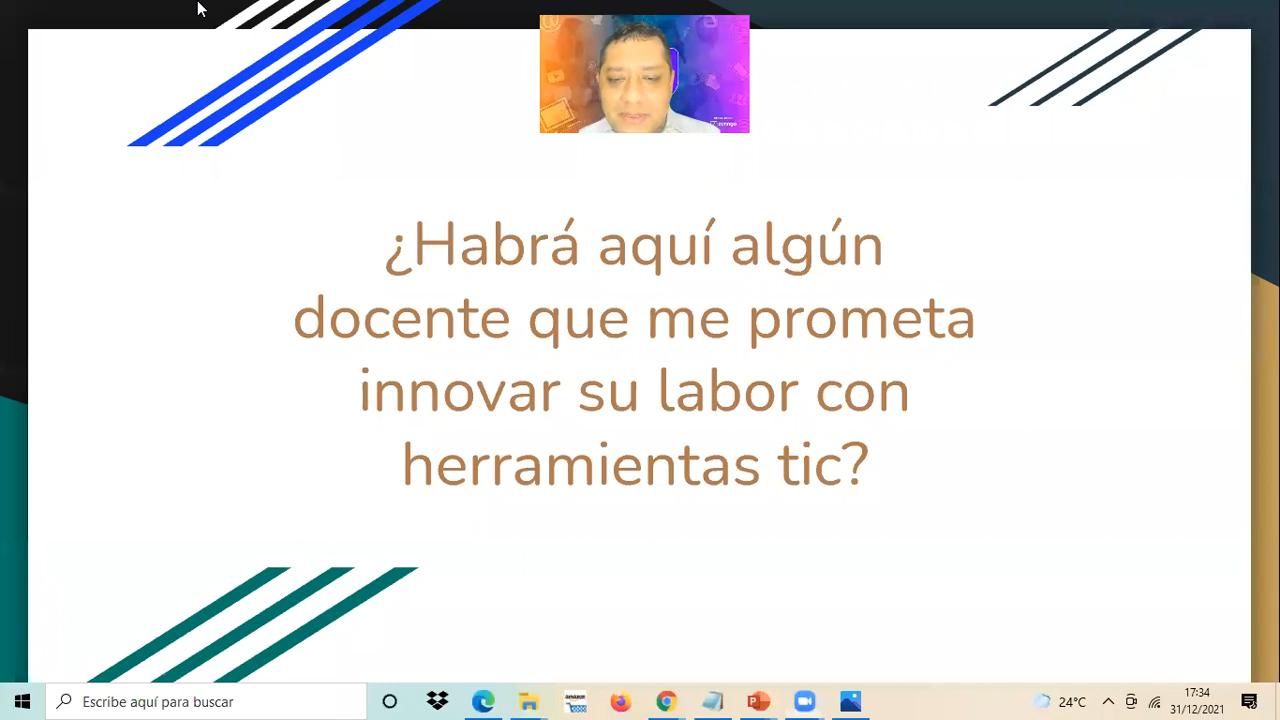 ¿Habrá aquí algún
docente que me prometa
innovar su labor con
herramientas tic?
Escribe aquí para buscar
24°C
17:34
31/12/2021